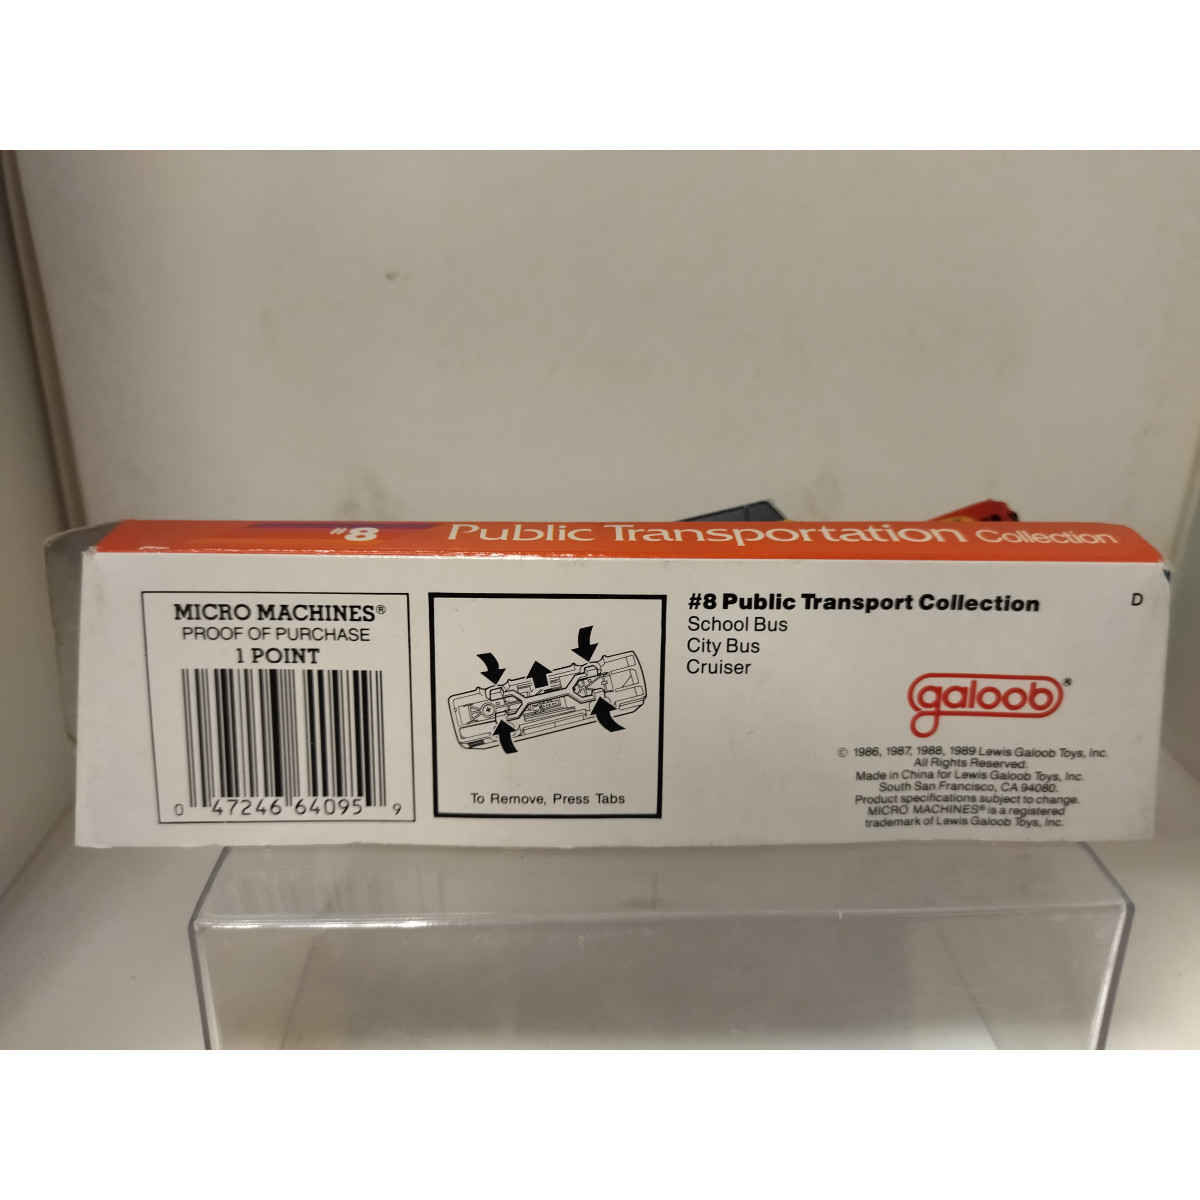 #8 Public Transportation Collection
MICRO MACHINES®
PROOF OF PURCHASE
1 POINT
0 47246 64095 9
To Remove, Press Tabs
#8 Public Transport Collection
School Bus
City Bus
Cruiser
D
galoob®
© 1986, 1987, 1988, 1989 Lewis Galoob Toys, Inc.
All Rights Reserved.
Made in China for Lewis Galoob Toys, Inc.
South San Francisco, CA 94080.
Product specifications subject to change.
MICRO MACHINES® is a registered
trademark of Lewis Galoob Toys, Inc.